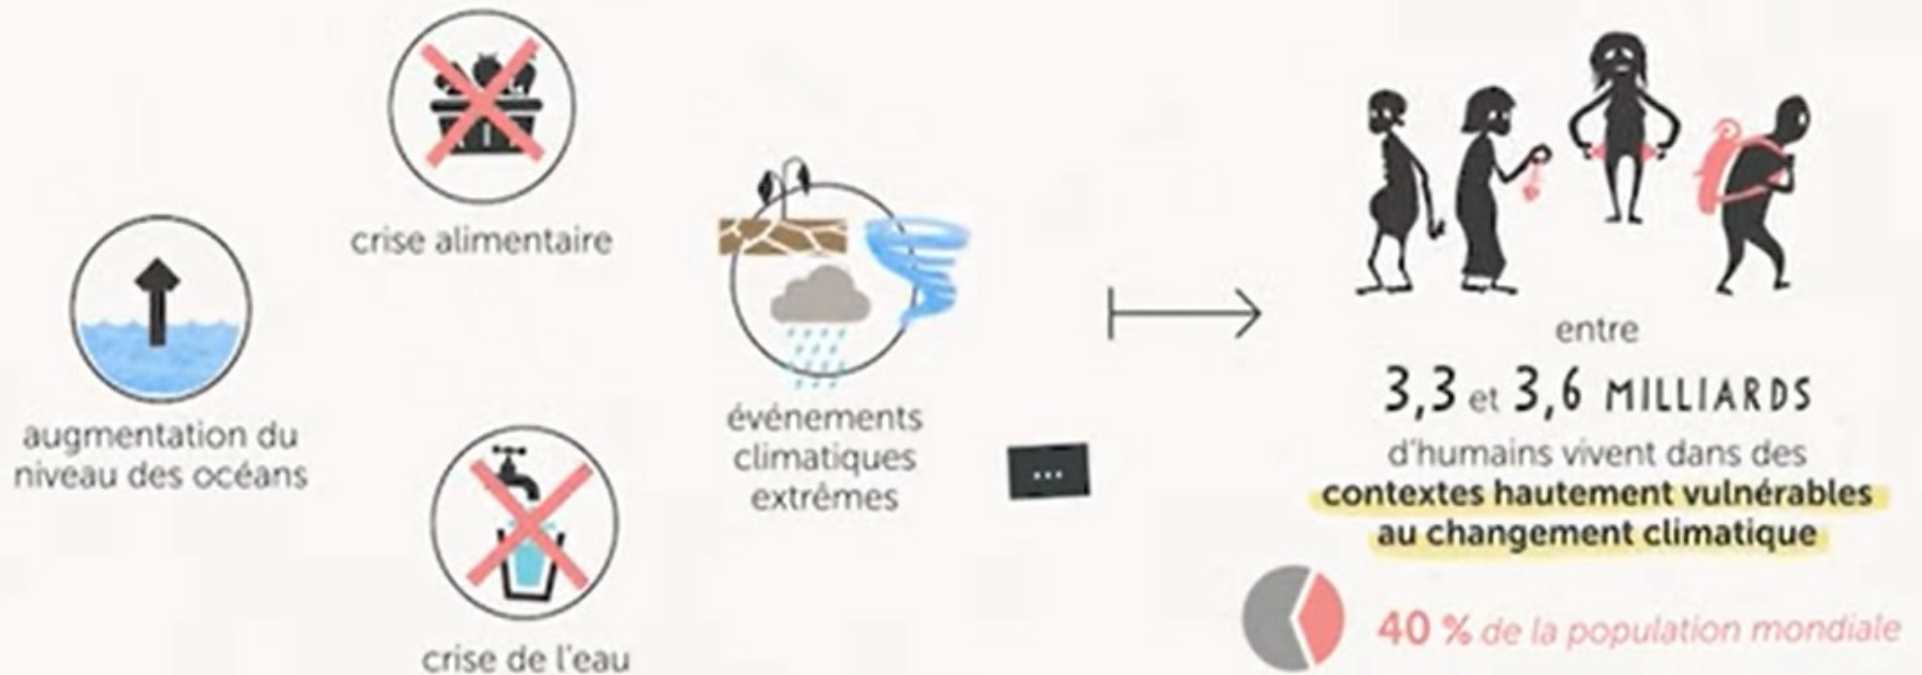 crise alimentaire
augmentation du
niveau des océans
crise de l'eau
événements
climatiques
extrêmes
...
entre
3,3 et 3,6 MILLIARDS
d'humains vivent dans des
contextes hautement vulnérables
au changement climatique
40 % de la population mondiale